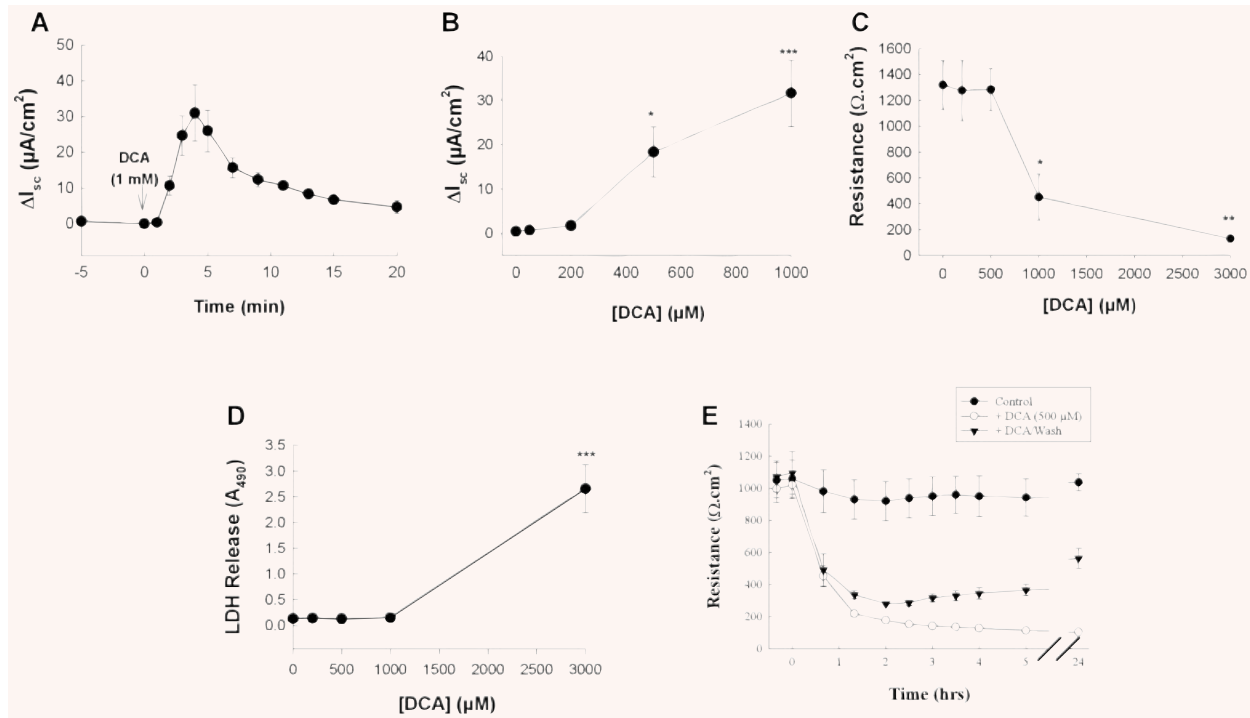 A
50
40
30
20
10
0
ΔIsc (µA/cm2)
DCA
(1 mM)
-5 0 5 10 15 20
Time (min)
B
40
30
20
10
0
ΔIsc (µA/cm2)
*
***
0 200 400 600 800 1000
[DCA] (µM)
C
1600
1400
1200
1000
800
600
400
200
0
Resistance (Ω.cm2)
*
**
0 500 1000 1500 2000 2500 3000
[DCA] (µM)
D
3.5
3.0
2.5
2.0
1.5
1.0
0.5
0.0
LDH Release (A490)
***
0 500 1000 1500 2000 2500 3000
[DCA] (µM)
E
Control
+ DCA (500 µM)
+ DCA/Wash
1400
1200
1000
800
600
400
200
0
Resistance (Ω.cm2)
0 1 2 3 4 5 24
Time (hrs)